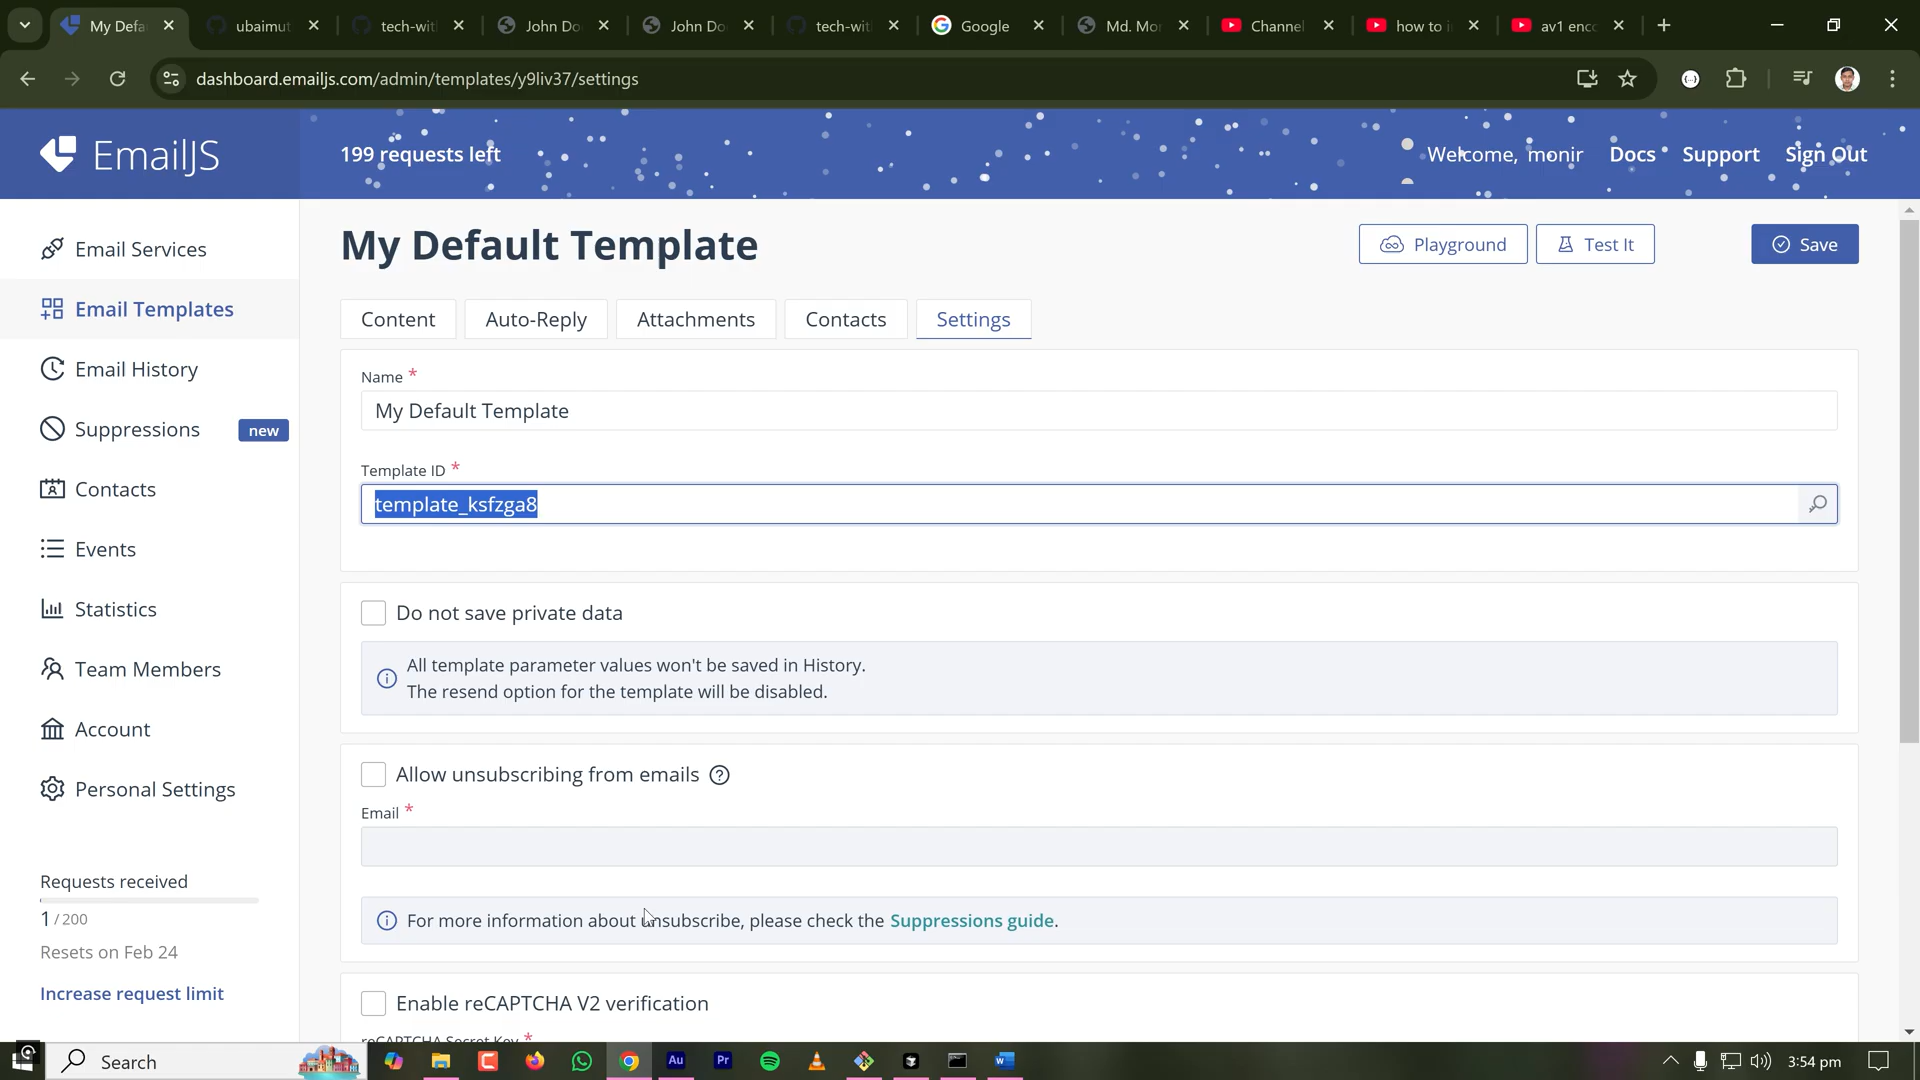 My Defa
ubaimut
tech-wit
John Do
John Do
tech-wit
Google
Md. Mo
Channel
how to i
av1 enc
dashboard.emailjs.com/admin/templates/y9liv37/settings
EmailJS
199 requests left
Welcome, monir
Docs
Support
Sign Out
Email Services
Email Templates
Email History
Suppressions
new
Contacts
Events
Statistics
Team Members
Account
Personal Settings
Requests received
1 / 200
Resets on Feb 24
Increase request limit
My Default Template
Playground
Test It
Save
Content
Auto-Reply
Attachments
Contacts
Settings
Name *
My Default Template
Template ID *
template_ksfzga8
Do not save private data
All template parameter values won't be saved in History.
The resend option for the template will be disabled.
Allow unsubscribing from emails
Email *
For more information about unsubscribe, please check the Suppressions guide.
Enable reCAPTCHA V2 verification
reCAPTCHA Secret Key *
Search
Au
Pr
3:54 pm